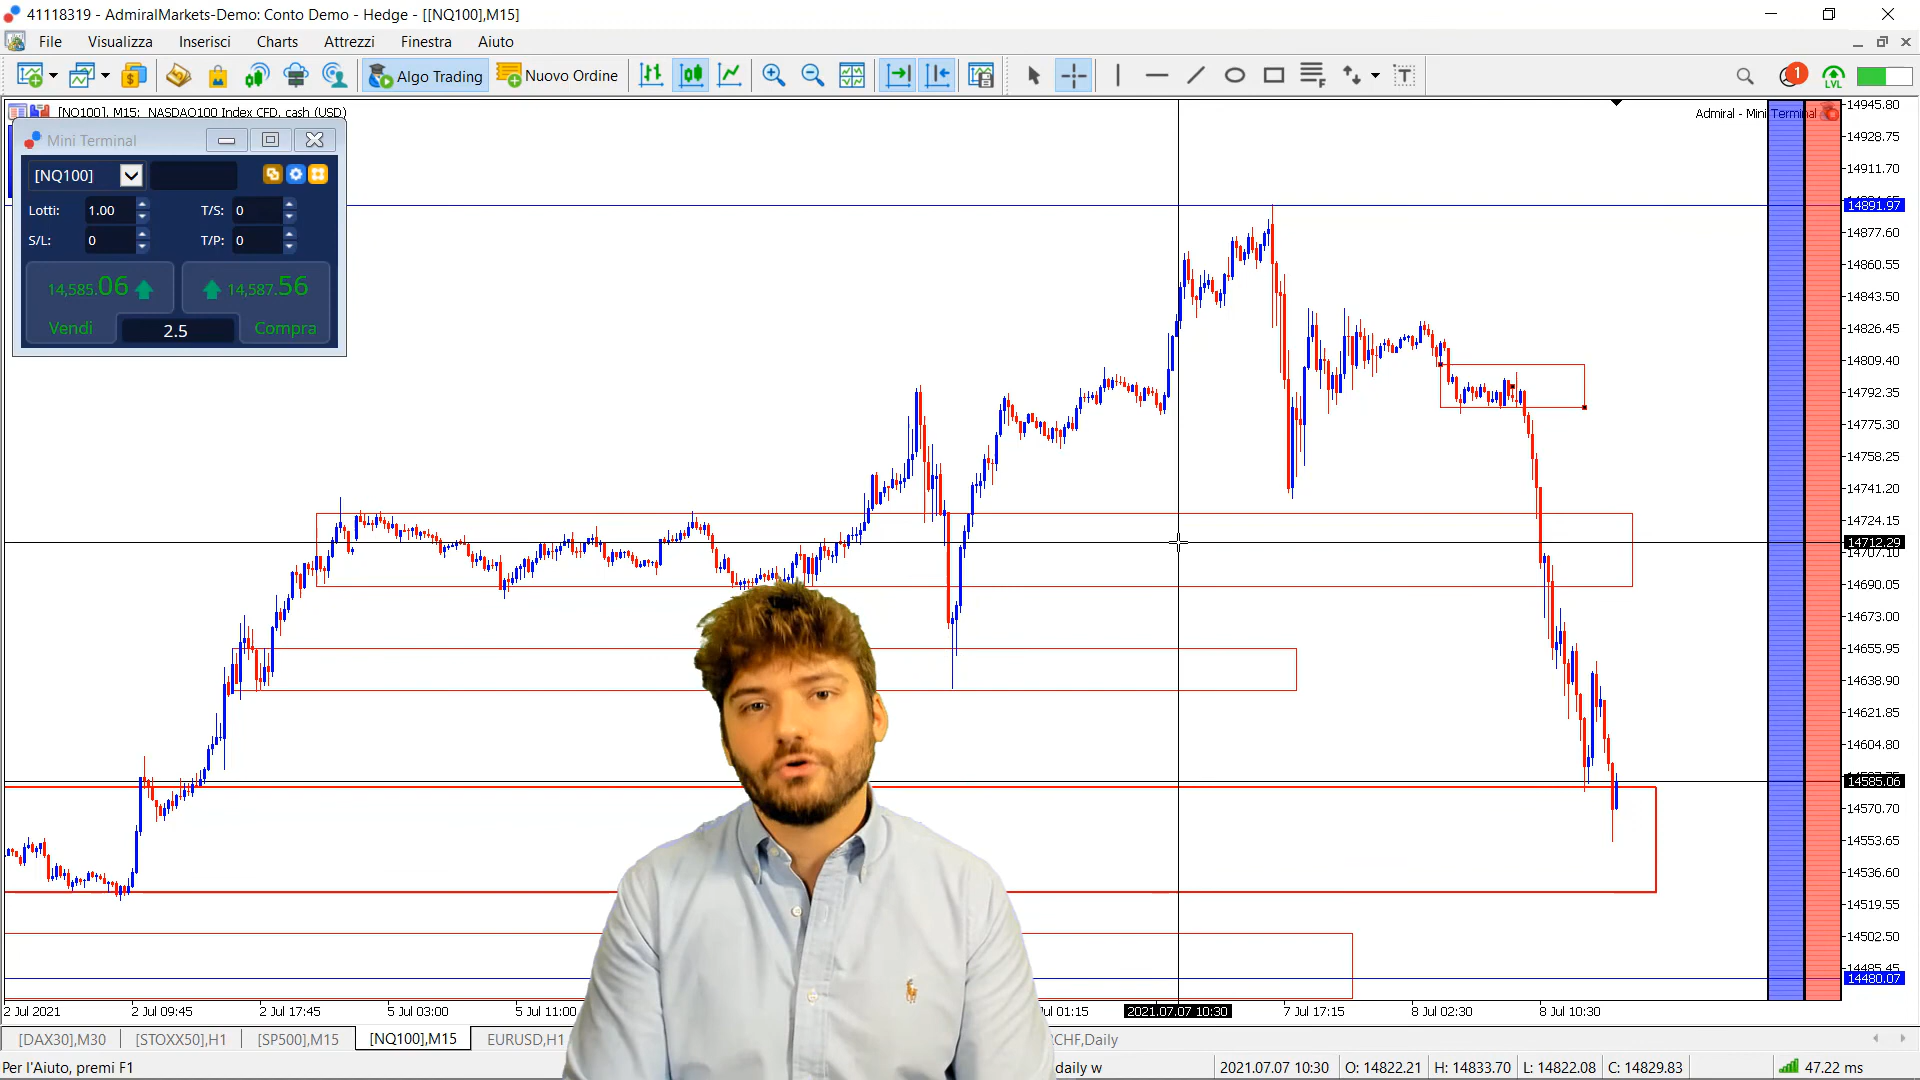 41118319 - AdmiralMarkets-Demo: Conto Demo - Hedge - [[NQ100],M15]
File Visualizza Inserisci Charts Attrezzi Finestra Aiuto
Algo Trading Nuovo Ordine 1 LVL
[NQ100], M15: NASDAQ100 Index CFD, cash (USD)
Admiral - Mini Terminal
Mini Terminal
[NQ100]
Lotti: 1.00 T/S: 0
S/L: 0 T/P: 0
14,585.06 14,587.56
Vendi 2.5 Compra
14945.80
14928.75
14911.70
14891.97
14877.60
14860.55
14843.50
14826.45
14809.40
14792.35
14775.30
14758.25
14741.20
14724.15
14712.29
14707.10
14690.05
14673.00
14655.95
14638.90
14621.85
14604.80
14585.06
14570.70
14553.65
14536.60
14519.55
14502.50
14485.45
14480.07
2 Jul 2021 2 Jul 09:45 2 Jul 17:45 5 Jul 03:00 5 Jul 11:00 Jul 01:15 2021.07.07 10:30 7 Jul 17:15 8 Jul 02:30 8 Jul 10:30
[DAX30],M30 [STOXX50],H1 [SP500],M15 [NQ100],M15 EURUSD,H1 CHF,Daily
Per l'Aiuto, premi F1 daily w 2021.07.07 10:30 O: 14822.21 H: 14833.70 L: 14822.08 C: 14829.83 47.22 ms